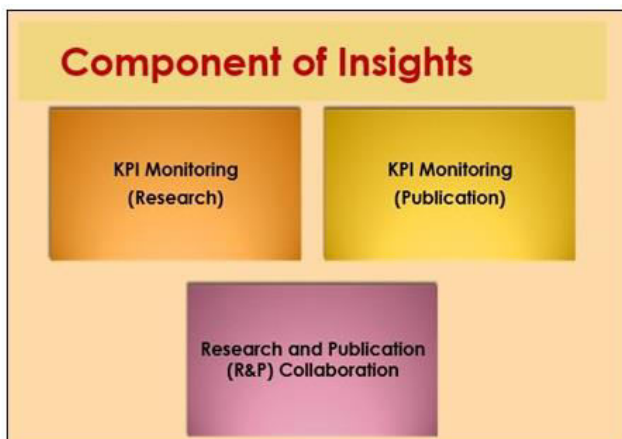 Component of Insights
KPI Monitoring
(Research)
KPI Monitoring
(Publication)
Research and Publication
(R&P) Collaboration